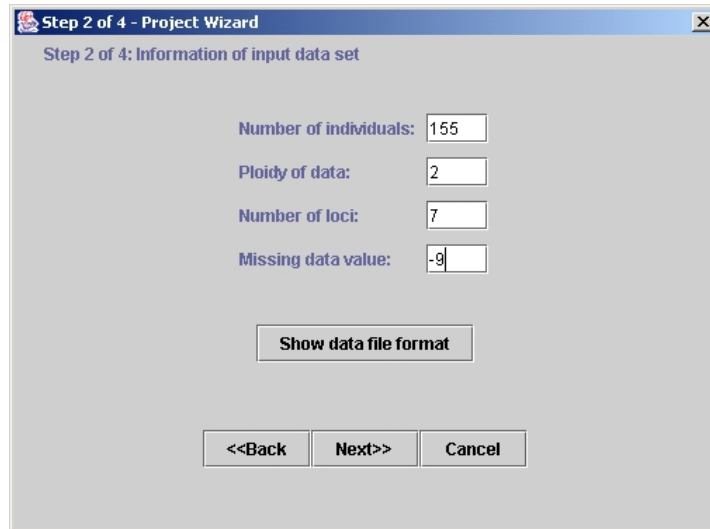 Step 2 of 4 - Project Wizard
Step 2 of 4: Information of input data set
Number of individuals: 155
Ploidy of data: 2
Number of loci: 7
Missing data value: -9
Show data file format
<<Back Next>> Cancel